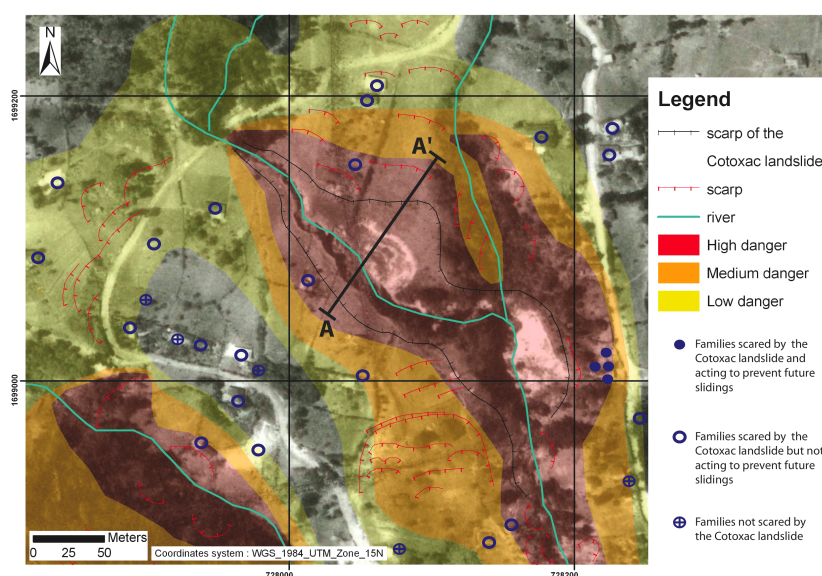 N
1699200
A'
A
1699000
Meters
0 25 50
Coordinates system : WGS_1984_UTM_Zone_15N
728000
728200
Legend
scarp of the
Cotoxac landslide
scarp
river
High danger
Medium danger
Low danger
Families scared by the
Cotoxac landslide and
acting to prevent future
slidings
Families scared by the
Cotoxac landslide but not
acting to prevent future
slidings
Families not scared by
the Cotoxac landslide